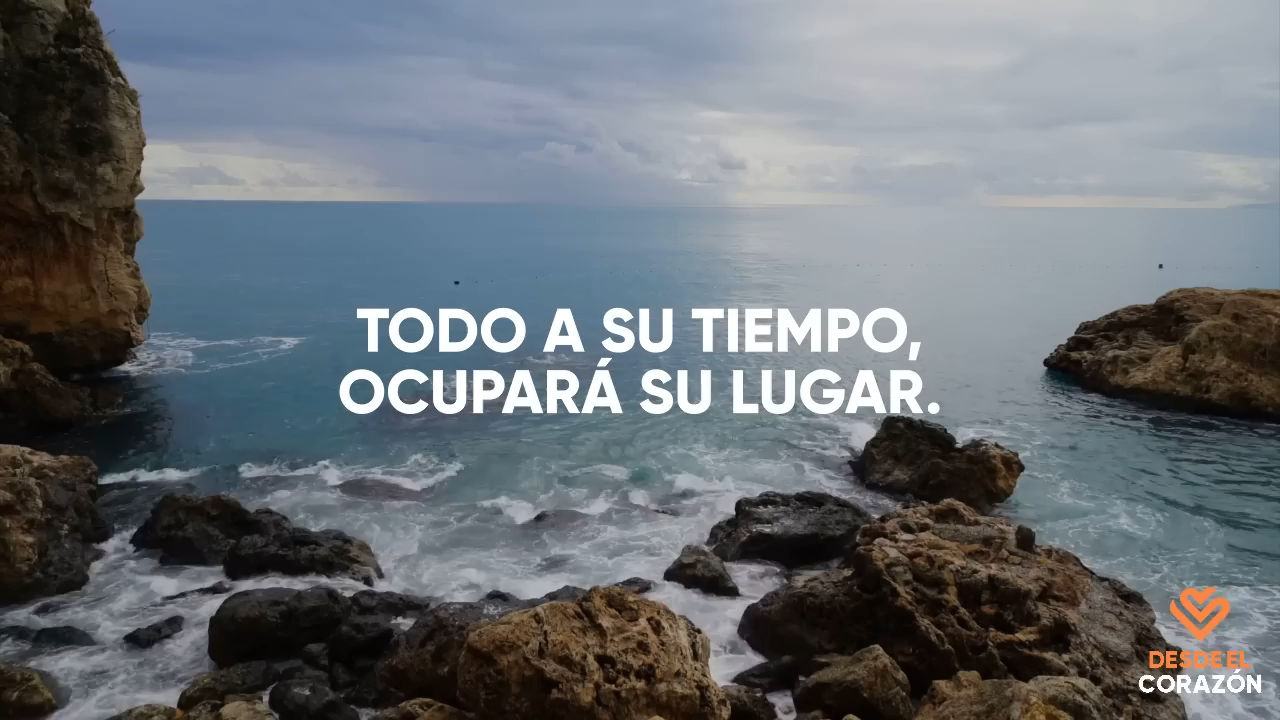 TODO A SU TIEMPO,
OCUPARÁ SU LUGAR.
DESDE EL
CORAZÓN